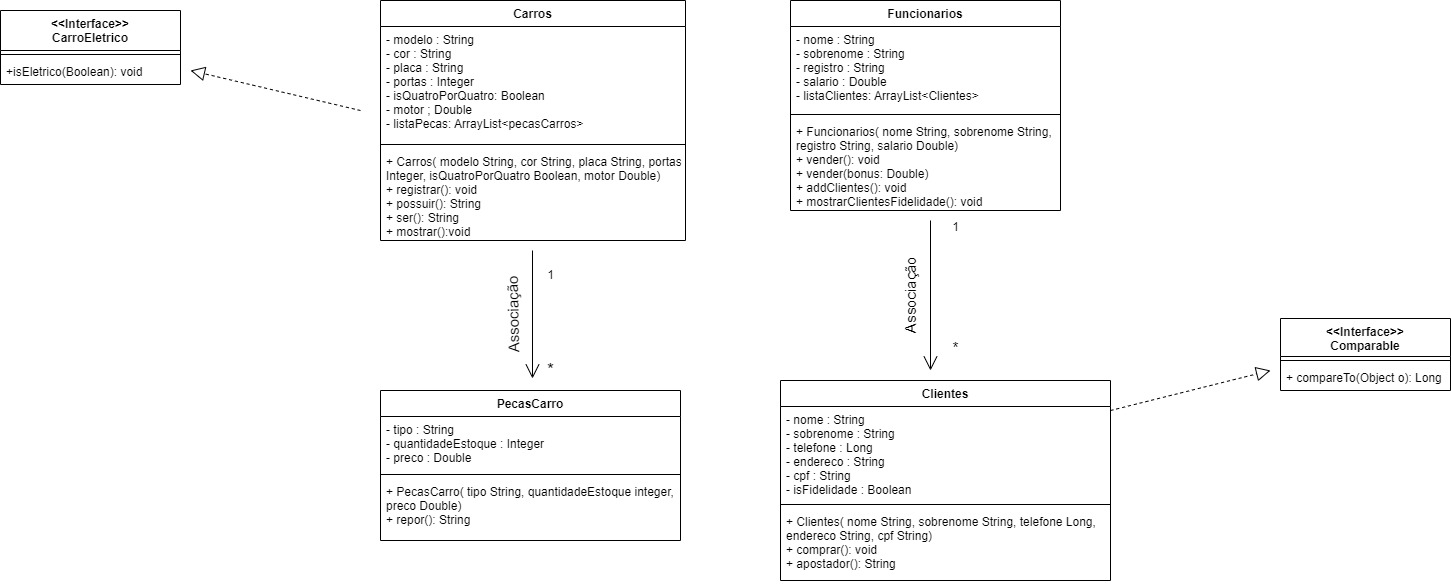 <<Interface>>
CarroEletrico
+isEletrico(Boolean): void
Carros
- modelo : String
- cor : String
- placa : String
- portas : Integer
- isQuatroPorQuatro: Boolean
- motor ; Double
- listaPecas: ArrayList<pecasCarros>
+ Carros( modelo String, cor String, placa String, portas
Integer, isQuatroPorQuatro Boolean, motor Double)
+ registrar(): void
+ possuir(): String
+ ser(): String
+ mostrar():void
Associação
1
*
PecasCarro
- tipo : String
- quantidadeEstoque : Integer
- preco : Double
+ PecasCarro( tipo String, quantidadeEstoque integer,
preco Double)
+ repor(): String
Funcionarios
- nome : String
- sobrenome : String
- registro : String
- salario : Double
- listaClientes: ArrayList<Clientes>
+ Funcionarios( nome String, sobrenome String,
registro String, salario Double)
+ vender(): void
+ vender(bonus: Double)
+ addClientes(): void
+ mostrarClientesFidelidade(): void
Associação
1
*
Clientes
- nome : String
- sobrenome : String
- telefone : Long
- endereco : String
- cpf : String
- isFidelidade : Boolean
+ Clientes( nome String, sobrenome String, telefone Long,
endereco String, cpf String)
+ comprar(): void
+ apostador(): String
<<Interface>>
Comparable
+ compareTo(Object o): Long